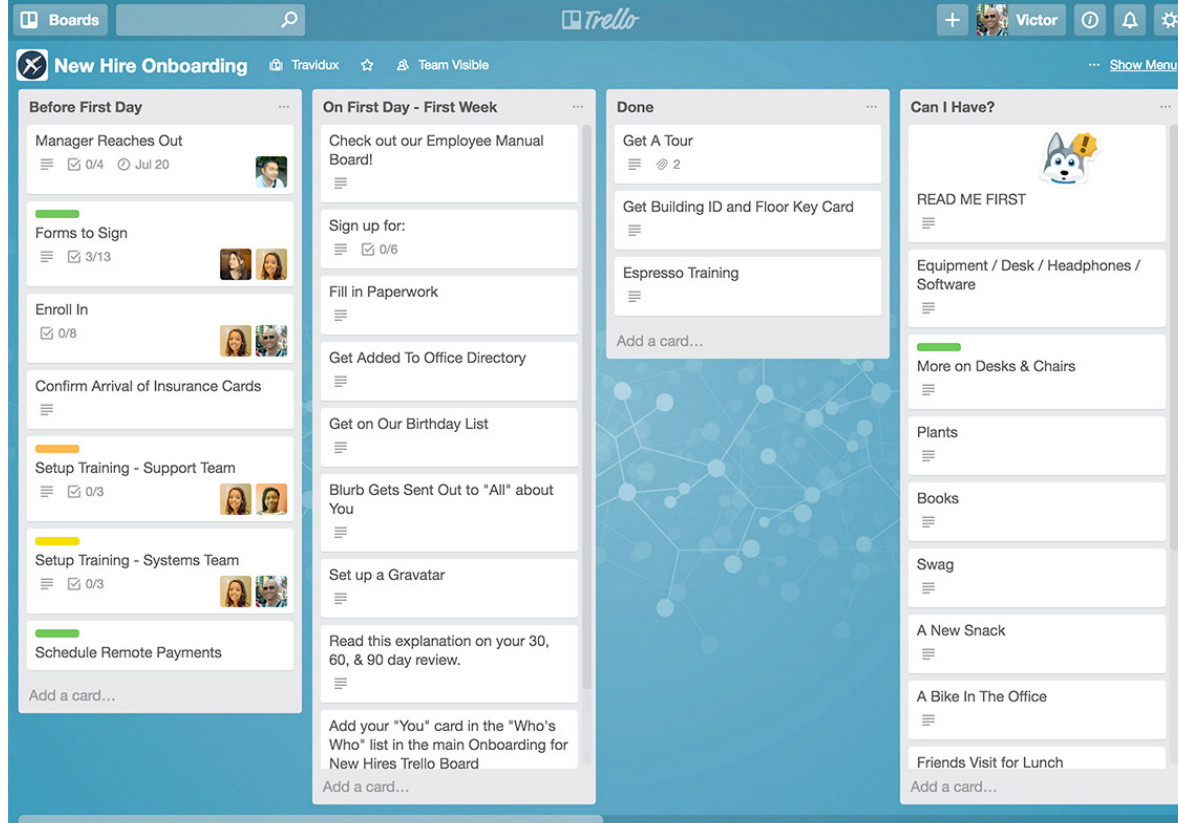 Boards
Trello
Victor
New Hire Onboarding
Travidux
Team Visible
... Show Menu
Before First Day ...
Manager Reaches Out
0/4 Jul 20
Forms to Sign
3/13
Enroll In
0/8
Confirm Arrival of Insurance Cards
Setup Training - Support Team
0/3
Setup Training - Systems Team
0/3
Schedule Remote Payments
Add a card...
On First Day - First Week ...
Check out our Employee Manual
Board!
Sign up for:
0/6
Fill in Paperwork
Get Added To Office Directory
Get on Our Birthday List
Blurb Gets Sent Out to "All" about
You
Set up a Gravatar
Read this explanation on your 30,
60, & 90 day review.
Add your "You" card in the "Who's
Who" list in the main Onboarding for
New Hires Trello Board
Add a card...
Done ...
Get A Tour
2
Get Building ID and Floor Key Card
Espresso Training
Add a card...
Can I Have? ...
READ ME FIRST
Equipment / Desk / Headphones /
Software
More on Desks & Chairs
Plants
Books
Swag
A New Snack
A Bike In The Office
Friends Visit for Lunch
Add a card...